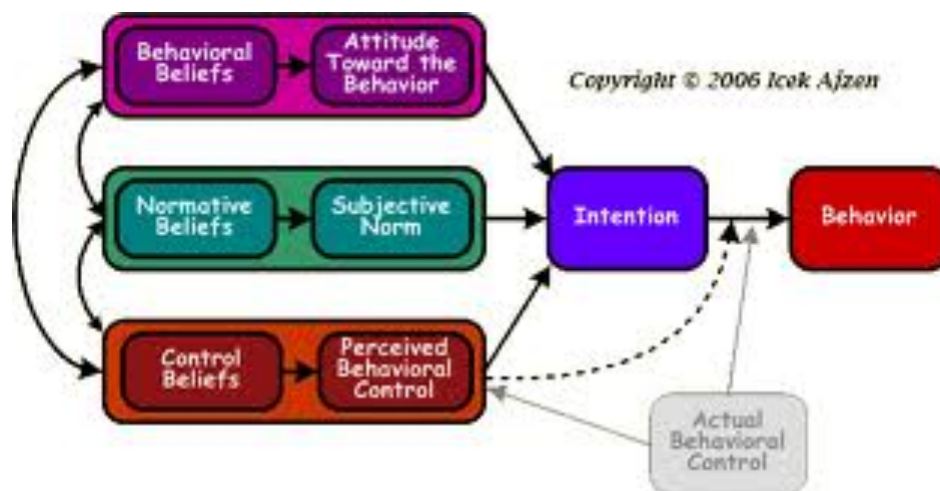 Behavioral
Beliefs
Attitude
Toward the
Behavior
Copyright © 2006 Icek Ajzen
Normative
Beliefs
Subjective
Norm
Intention
Behavior
Control
Beliefs
Perceived
Behavioral
Control
Actual
Behavioral
Control